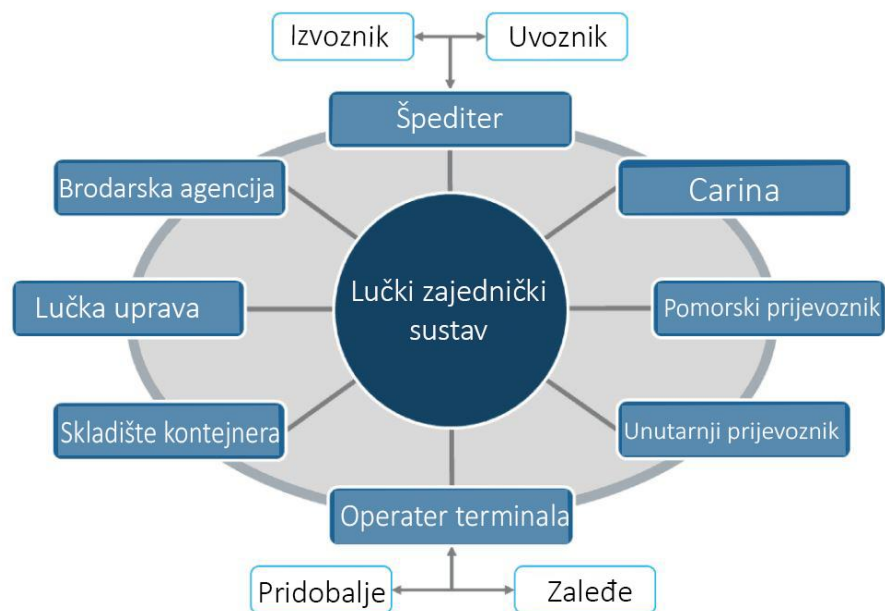 Izvoznik
Uvoznik
Špediter
Brodarska agencija
Carina
Lučki zajednički
sustav
Lučka uprava
Pomorski prijevoznik
Skladište kontejnera
Unutarnji prijevoznik
Operater terminala
Pridobalje
Zaleđe